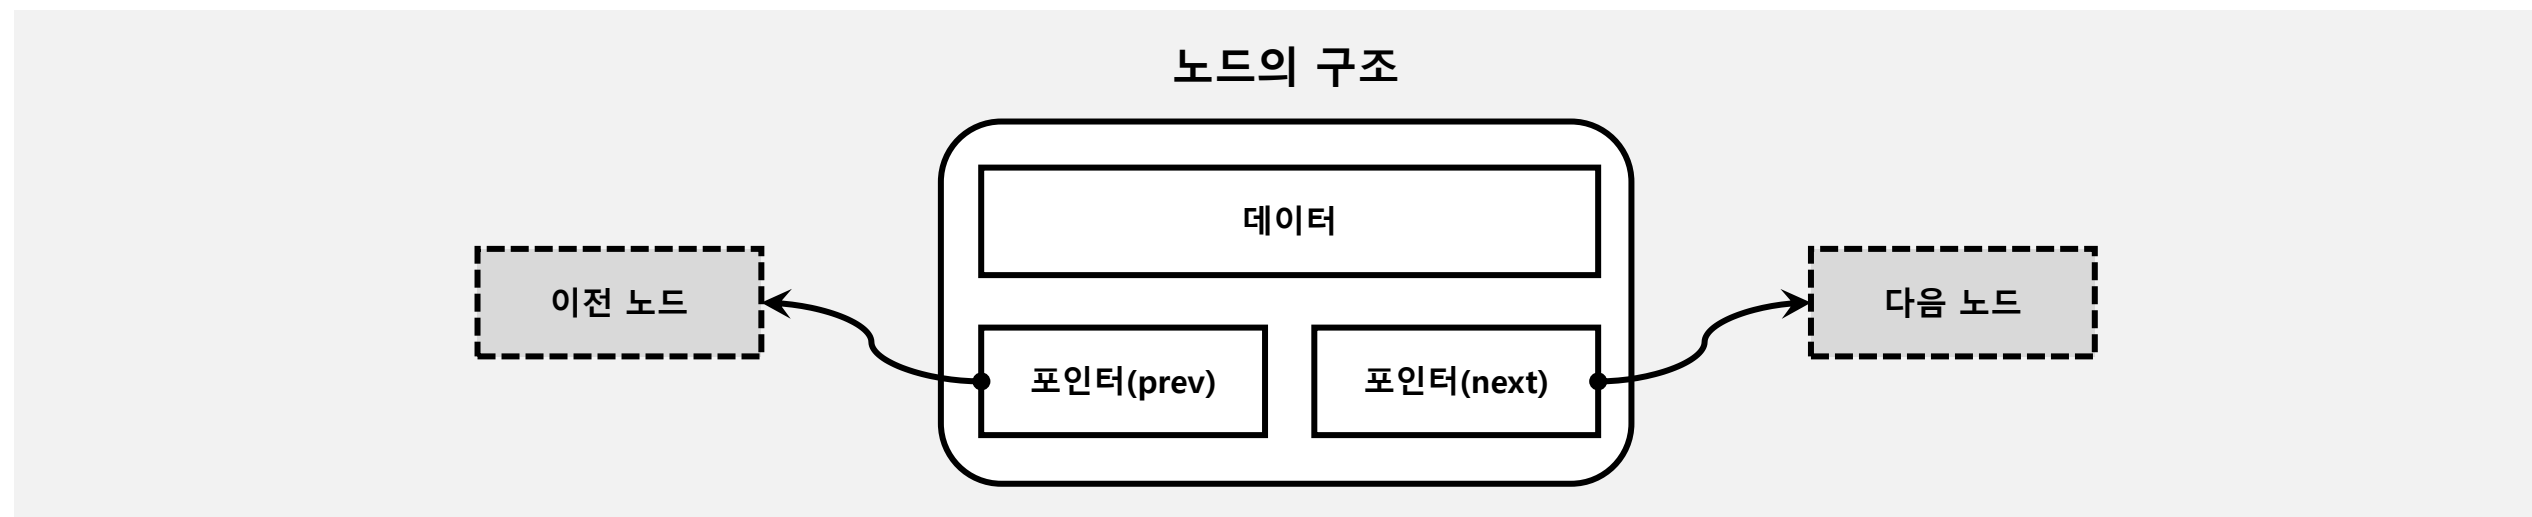 노드의 구조
데이터
이전 노드
다음 노드
포인터(prev)
포인터(next)